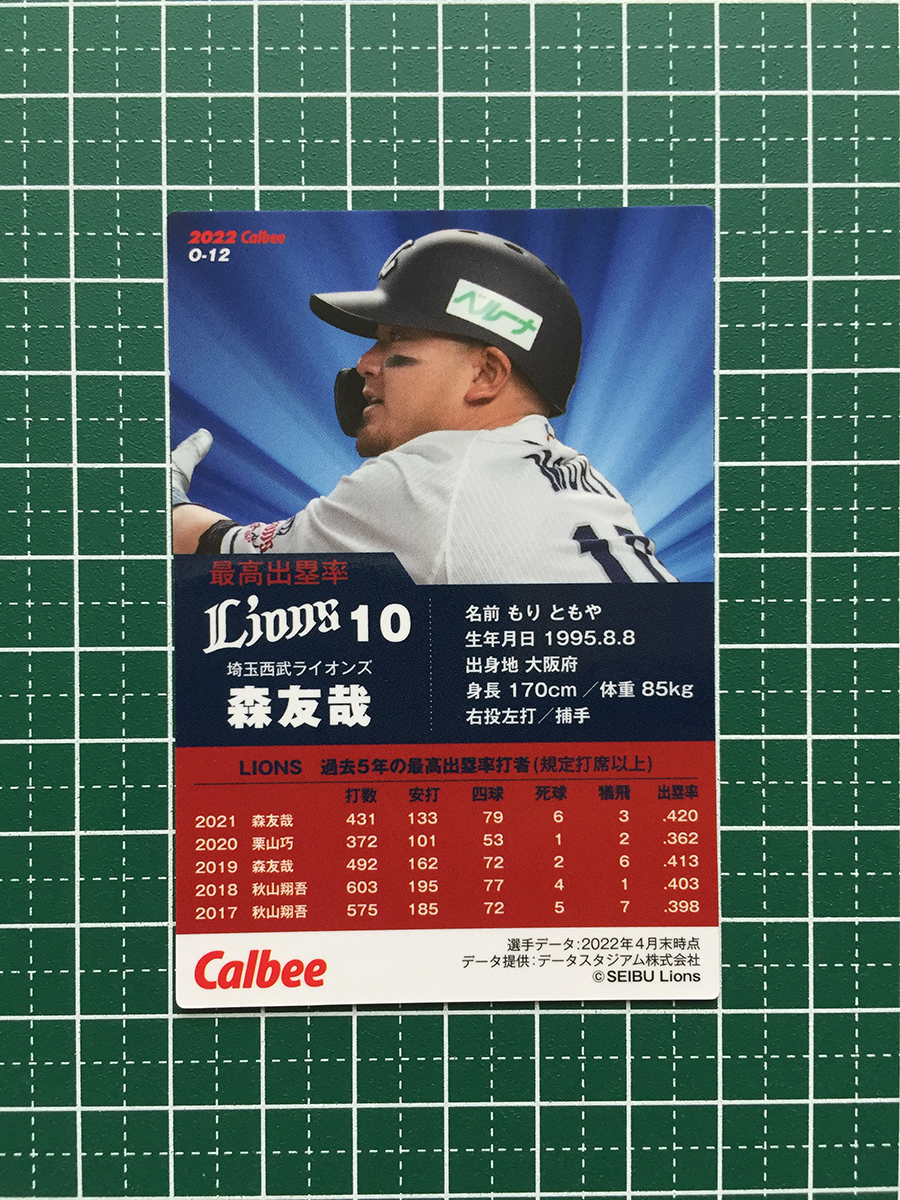 2022 Calbee
O-12
ベルーナ
MORI
最高出塁率
Lions 10
埼玉西武ライオンズ
森友哉
名前 もり ともや
生年月日 1995.8.8
出身地 大阪府
身長 170cm／体重 85kg
右投左打／捕手
LIONS 過去5年の最高出塁率打者(規定打席以上)
打数 安打 四球 死球 犠飛 出塁率
2021 森友哉 431 133 79 6 3 .420
2020 栗山巧 372 101 53 1 2 .362
2019 森友哉 492 162 72 2 6 .413
2018 秋山翔吾 603 195 77 4 1 .403
2017 秋山翔吾 575 185 72 5 7 .398
Calbee
選手データ:2022年4月末時点
データ提供:データスタジアム株式会社
©SEIBU Lions